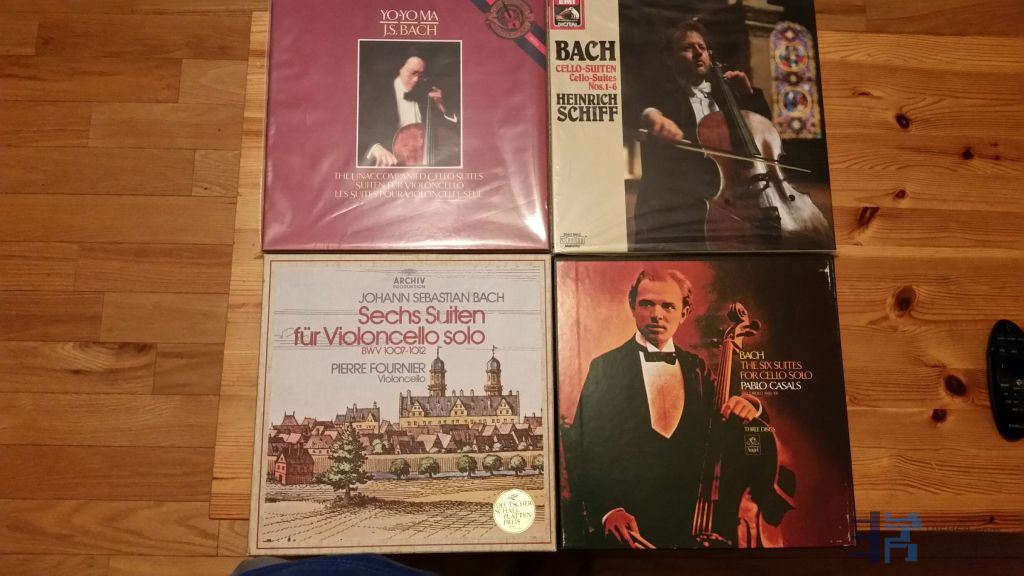 YO-YO MA
J.S. BACH
THE UNACCOMPANIED CELLO SUITES
SUITEN FÜR VIOLONCELLO
LES SUITES POUR VIOLONCELLE SEUL
EMI
DIGITAL
BACH
CELLO-SUITEN
Cello-Suites
Nos. 1-6
HEINRICH
SCHIFF
ARCHIV
PRODUKTION
JOHANN SEBASTIAN BACH
Sechs Suiten
für Violoncello solo
BWV 1007-1012
PIERRE FOURNIER
Violoncello
DEUTSCHER
SCHALL
PLATTEN
PREIS
BACH
THE SIX SUITES
FOR CELLO SOLO
PABLO CASALS
THREE DISCS
Angel